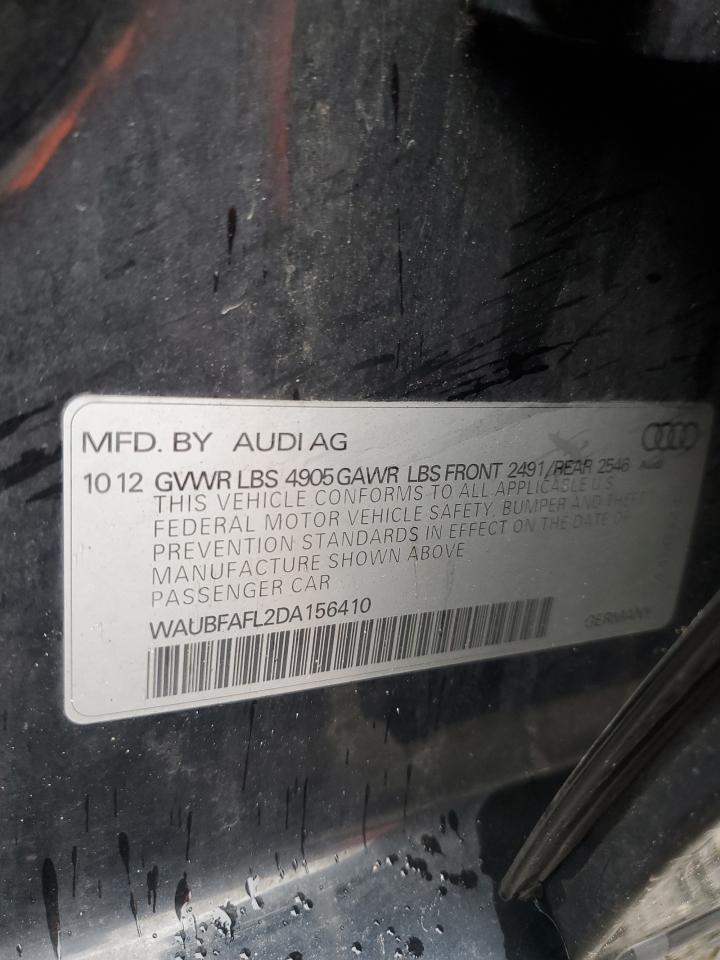 MFD. BY AUDI AG
Audi
10 12 GVWR LBS 4905 GAWR LBS FRONT 2491/REAR 2546
THIS VEHICLE CONFORMS TO ALL APPLICABLE U.S.
FEDERAL MOTOR VEHICLE SAFETY, BUMPER AND THEFT
PREVENTION STANDARDS IN EFFECT ON THE DATE OF
MANUFACTURE SHOWN ABOVE
PASSENGER CAR
WAUBFAFL2DA156410
GERMANY